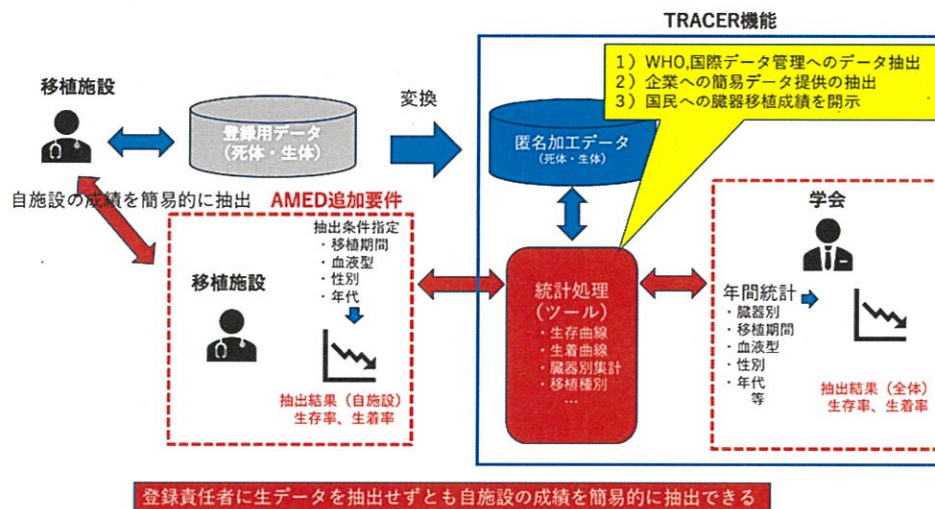 TRACER機能
1）WHO,国際データ管理へのデータ抽出
2）企業への簡易データ提供の抽出
3）国民への臓器移植成績を開示
移植施設
登録用データ
（死体・生体）
変換
匿名加工データ
（死体・生体）
自施設の成績を簡易的に抽出
AMED追加要件
抽出条件指定
・移植期間
・血液型
・性別
・年代
移植施設
抽出結果（自施設）
生存率、生着率
統計処理
（ツール）
・生存曲線
・生着曲線
・臓器別集計
・移植種別
…
学会
年間統計
・臓器別
・移植期間
・血液型
・性別
・年代
等
抽出結果（全体）
生存率、生着率
登録責任者に生データを抽出せずとも自施設の成績を簡易的に抽出できる